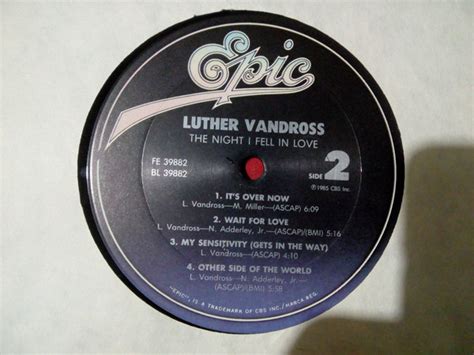 Epic
LUTHER VANDROSS
THE NIGHT I FELL IN LOVE
FE 39882
BL 39882
SIDE 2
℗1985 CBS Inc.
1. IT'S OVER NOW
L. Vandross—M. Miller—(ASCAP) 6:09
2. WAIT FOR LOVE
L. Vandross—N. Adderley, Jr.—(ASCAP)/(BMI) 5:16
3. MY SENSITIVITY (GETS IN THE WAY)
L. Vandross—(ASCAP) 4:10
4. OTHER SIDE OF THE WORLD
L. Vandross—N. Adderley, Jr.—
(ASCAP)/(BMI) 5:58
"EPIC", IS A TRADEMARK OF CBS INC./MARCA REG.